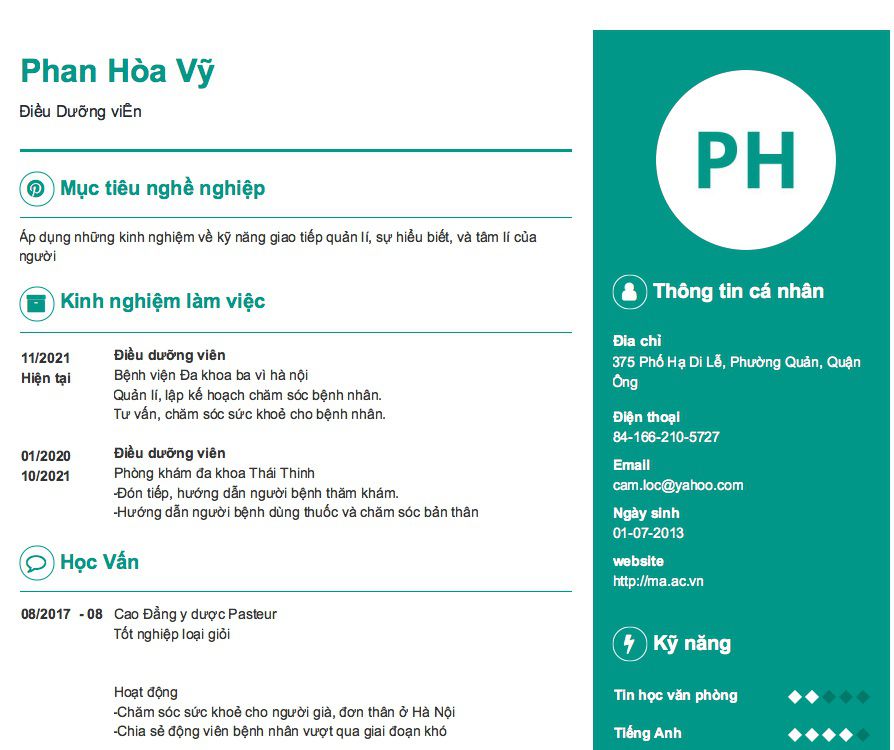 Phan Hòa Vỹ
Điều Dưỡng viÊn
Mục tiêu nghề nghiệp
Áp dụng những kinh nghiệm về kỹ năng giao tiếp quản lí, sự hiểu biết, và tâm lí của
người
Kinh nghiệm làm việc
11/2021
Hiện tại
Điều dưỡng viên
Bệnh viện Đa khoa ba vì hà nội
Quản lí, lập kế hoạch chăm sóc bệnh nhân.
Tư vấn, chăm sóc sức khoẻ cho bệnh nhân.
01/2020
10/2021
Điều dưỡng viên
Phòng khám đa khoa Thái Thinh
-Đón tiếp, hướng dẫn người bệnh thăm khám.
-Hướng dẫn người bệnh dùng thuốc và chăm sóc bản thân
Học Vấn
08/2017 - 08
Cao Đẳng y dược Pasteur
Tốt nghiệp loại giỏi
Hoạt động
-Chăm sóc sức khoẻ cho người già, đơn thân ở Hà Nội
-Chia sẻ động viên bệnh nhân vượt qua giai đoạn khó
PH
Thông tin cá nhân
Đia chỉ
375 Phố Hạ Di Lễ, Phường Quản, Quận
Ông
Điện thoại
84-166-210-5727
Email
cam.loc@yahoo.com
Ngày sinh
01-07-2013
website
http://ma.ac.vn
Kỹ năng
Tin học văn phòng
Tiếng Anh